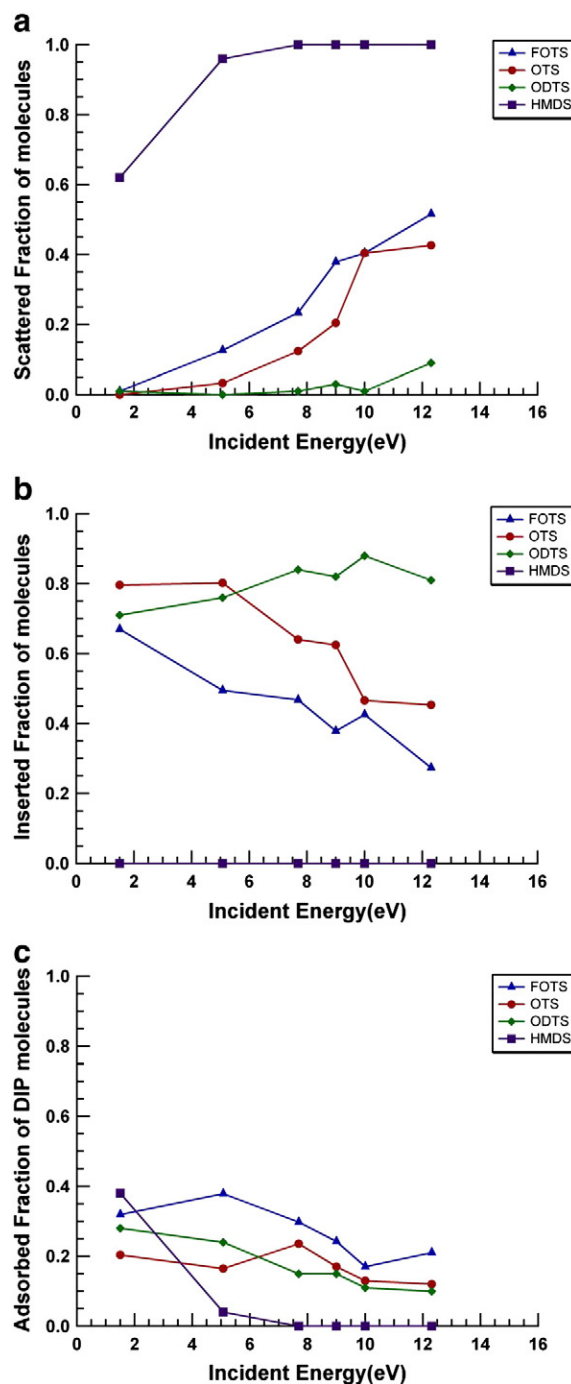 a
Scattered Fraction of molecules
1.0
0.8
0.6
0.4
0.2
0.0
0 2 4 6 8 10 12 14 16
Incident Energy(eV)
FOTS
OTS
ODTS
HMDS
b
Inserted Fraction of molecules
1.0
0.8
0.6
0.4
0.2
0.0
0 2 4 6 8 10 12 14 16
Incident Energy(eV)
FOTS
OTS
ODTS
HMDS
c
Adsorbed Fraction of DIP molecules
1.0
0.8
0.6
0.4
0.2
0.0
0 2 4 6 8 10 12 14 16
Incident Energy(eV)
FOTS
OTS
ODTS
HMDS